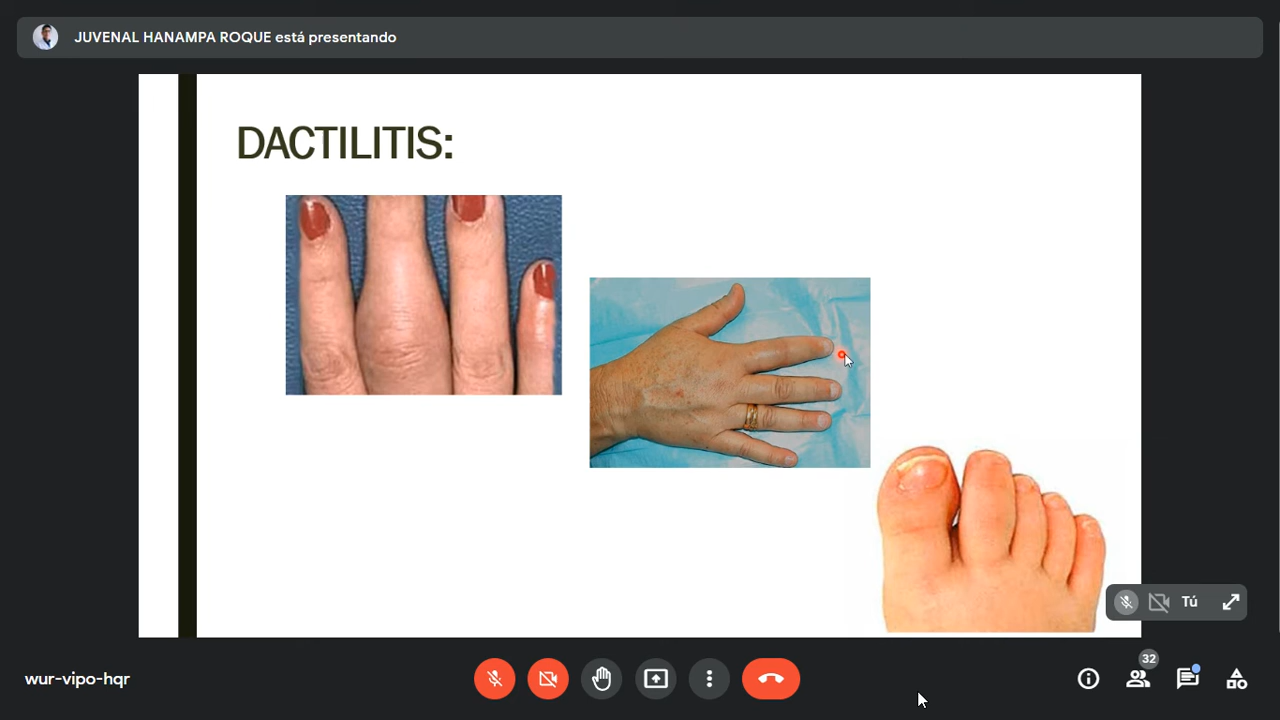 JUVENAL HANAMPA ROQUE está presentando
DACTILITIS:
Tú
wur-vipo-hqr
32